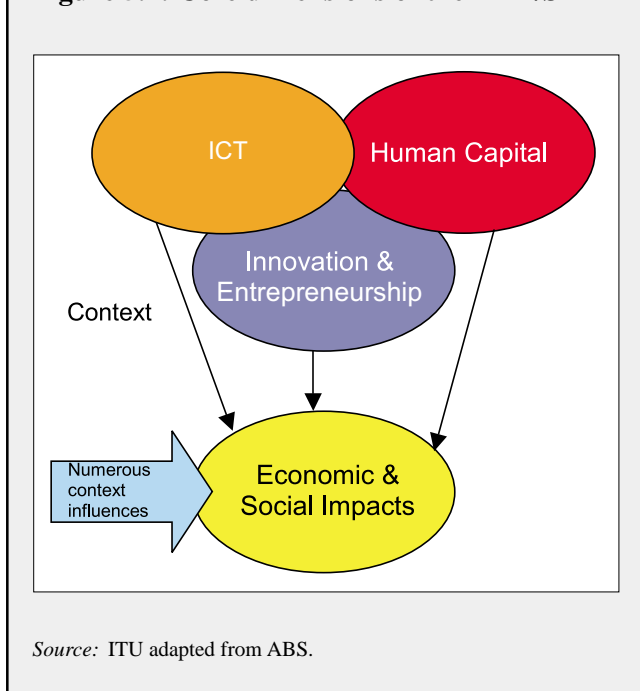 ICT
Human Capital
Innovation &
Entrepreneurship
Context
Economic &
Social Impacts
Numerous
context
influences
Source: ITU adapted from ABS.